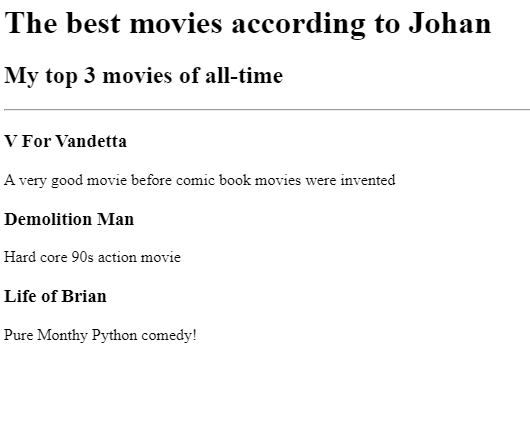 The best movies according to Johan
My top 3 movies of all-time
V For Vandetta
A very good movie before comic book movies were invented
Demolition Man
Hard core 90s action movie
Life of Brian
Pure Monthy Python comedy!